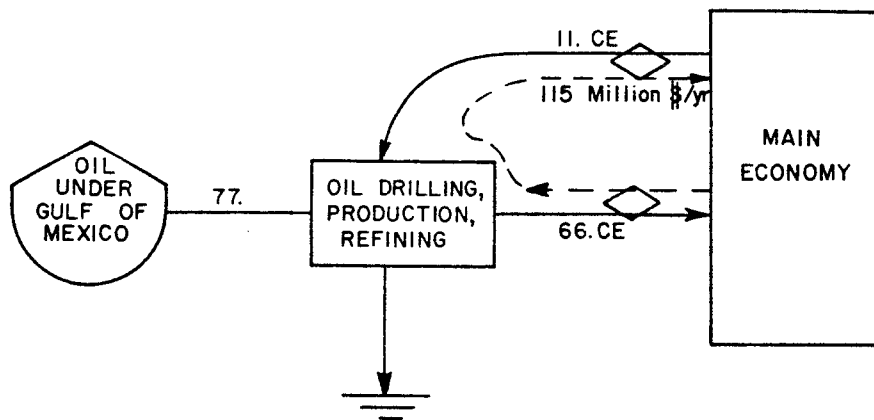 11. CE
115 Million $/yr
MAIN
ECONOMY
OIL
UNDER
GULF OF
MEXICO
77.
OIL DRILLING,
PRODUCTION,
REFINING
66. CE